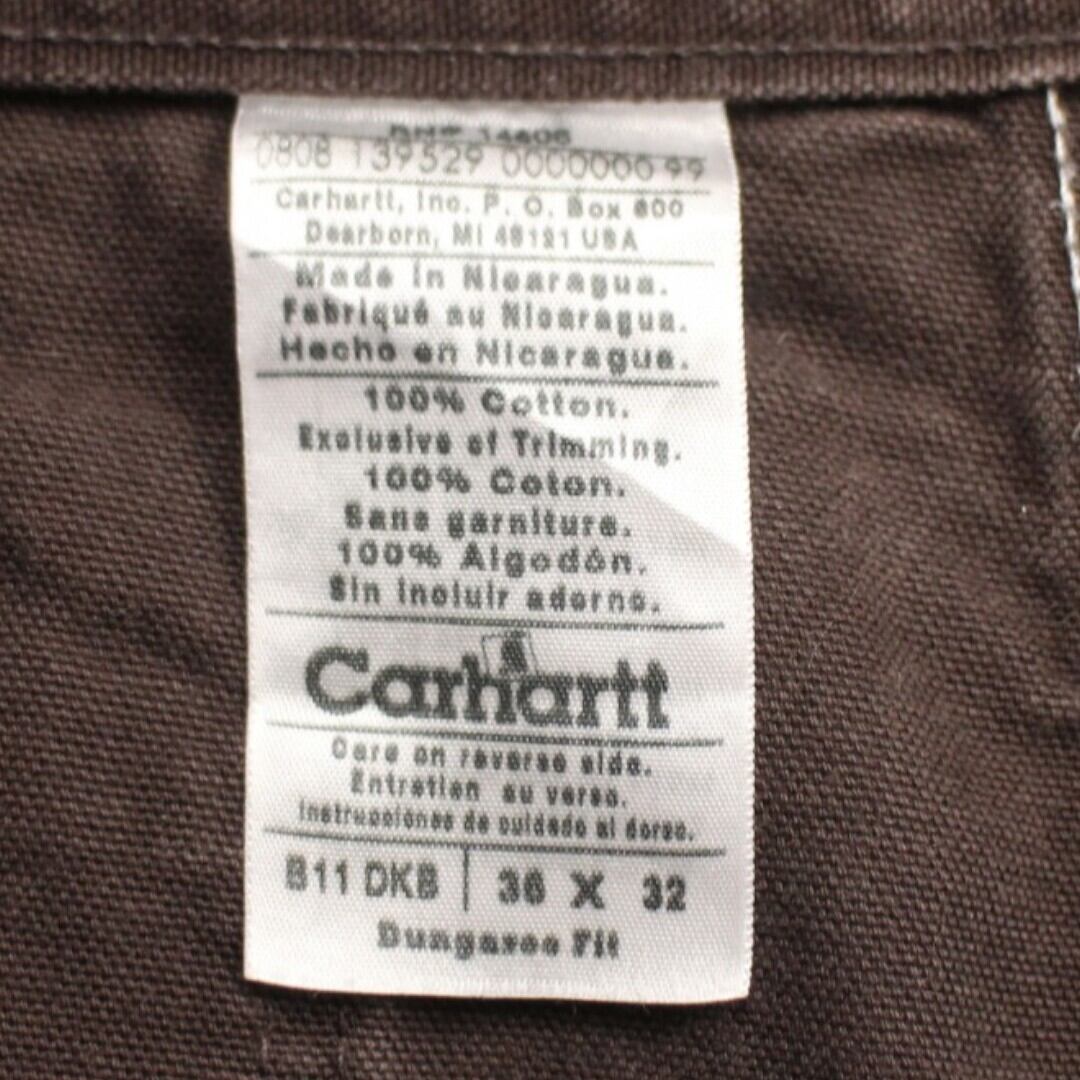 RN# 14806
0808 139529 0000000 99
Carhartt, Inc. P. O. Box 600
Dearborn, MI 48121 USA
Made in Nicaragua.
Fabriqué au Nicaragua.
Hecho en Nicaragua.
100% Cotton.
Exclusive of Trimming.
100% Coton.
Sans garniture.
100% Algodón.
Sin incluir adorno.
Carhartt
Care on reverse side.
Entretien au verso.
Instrucciones de cuidado al dorso.
B11 DKB 36 X 32
Dungaree Fit